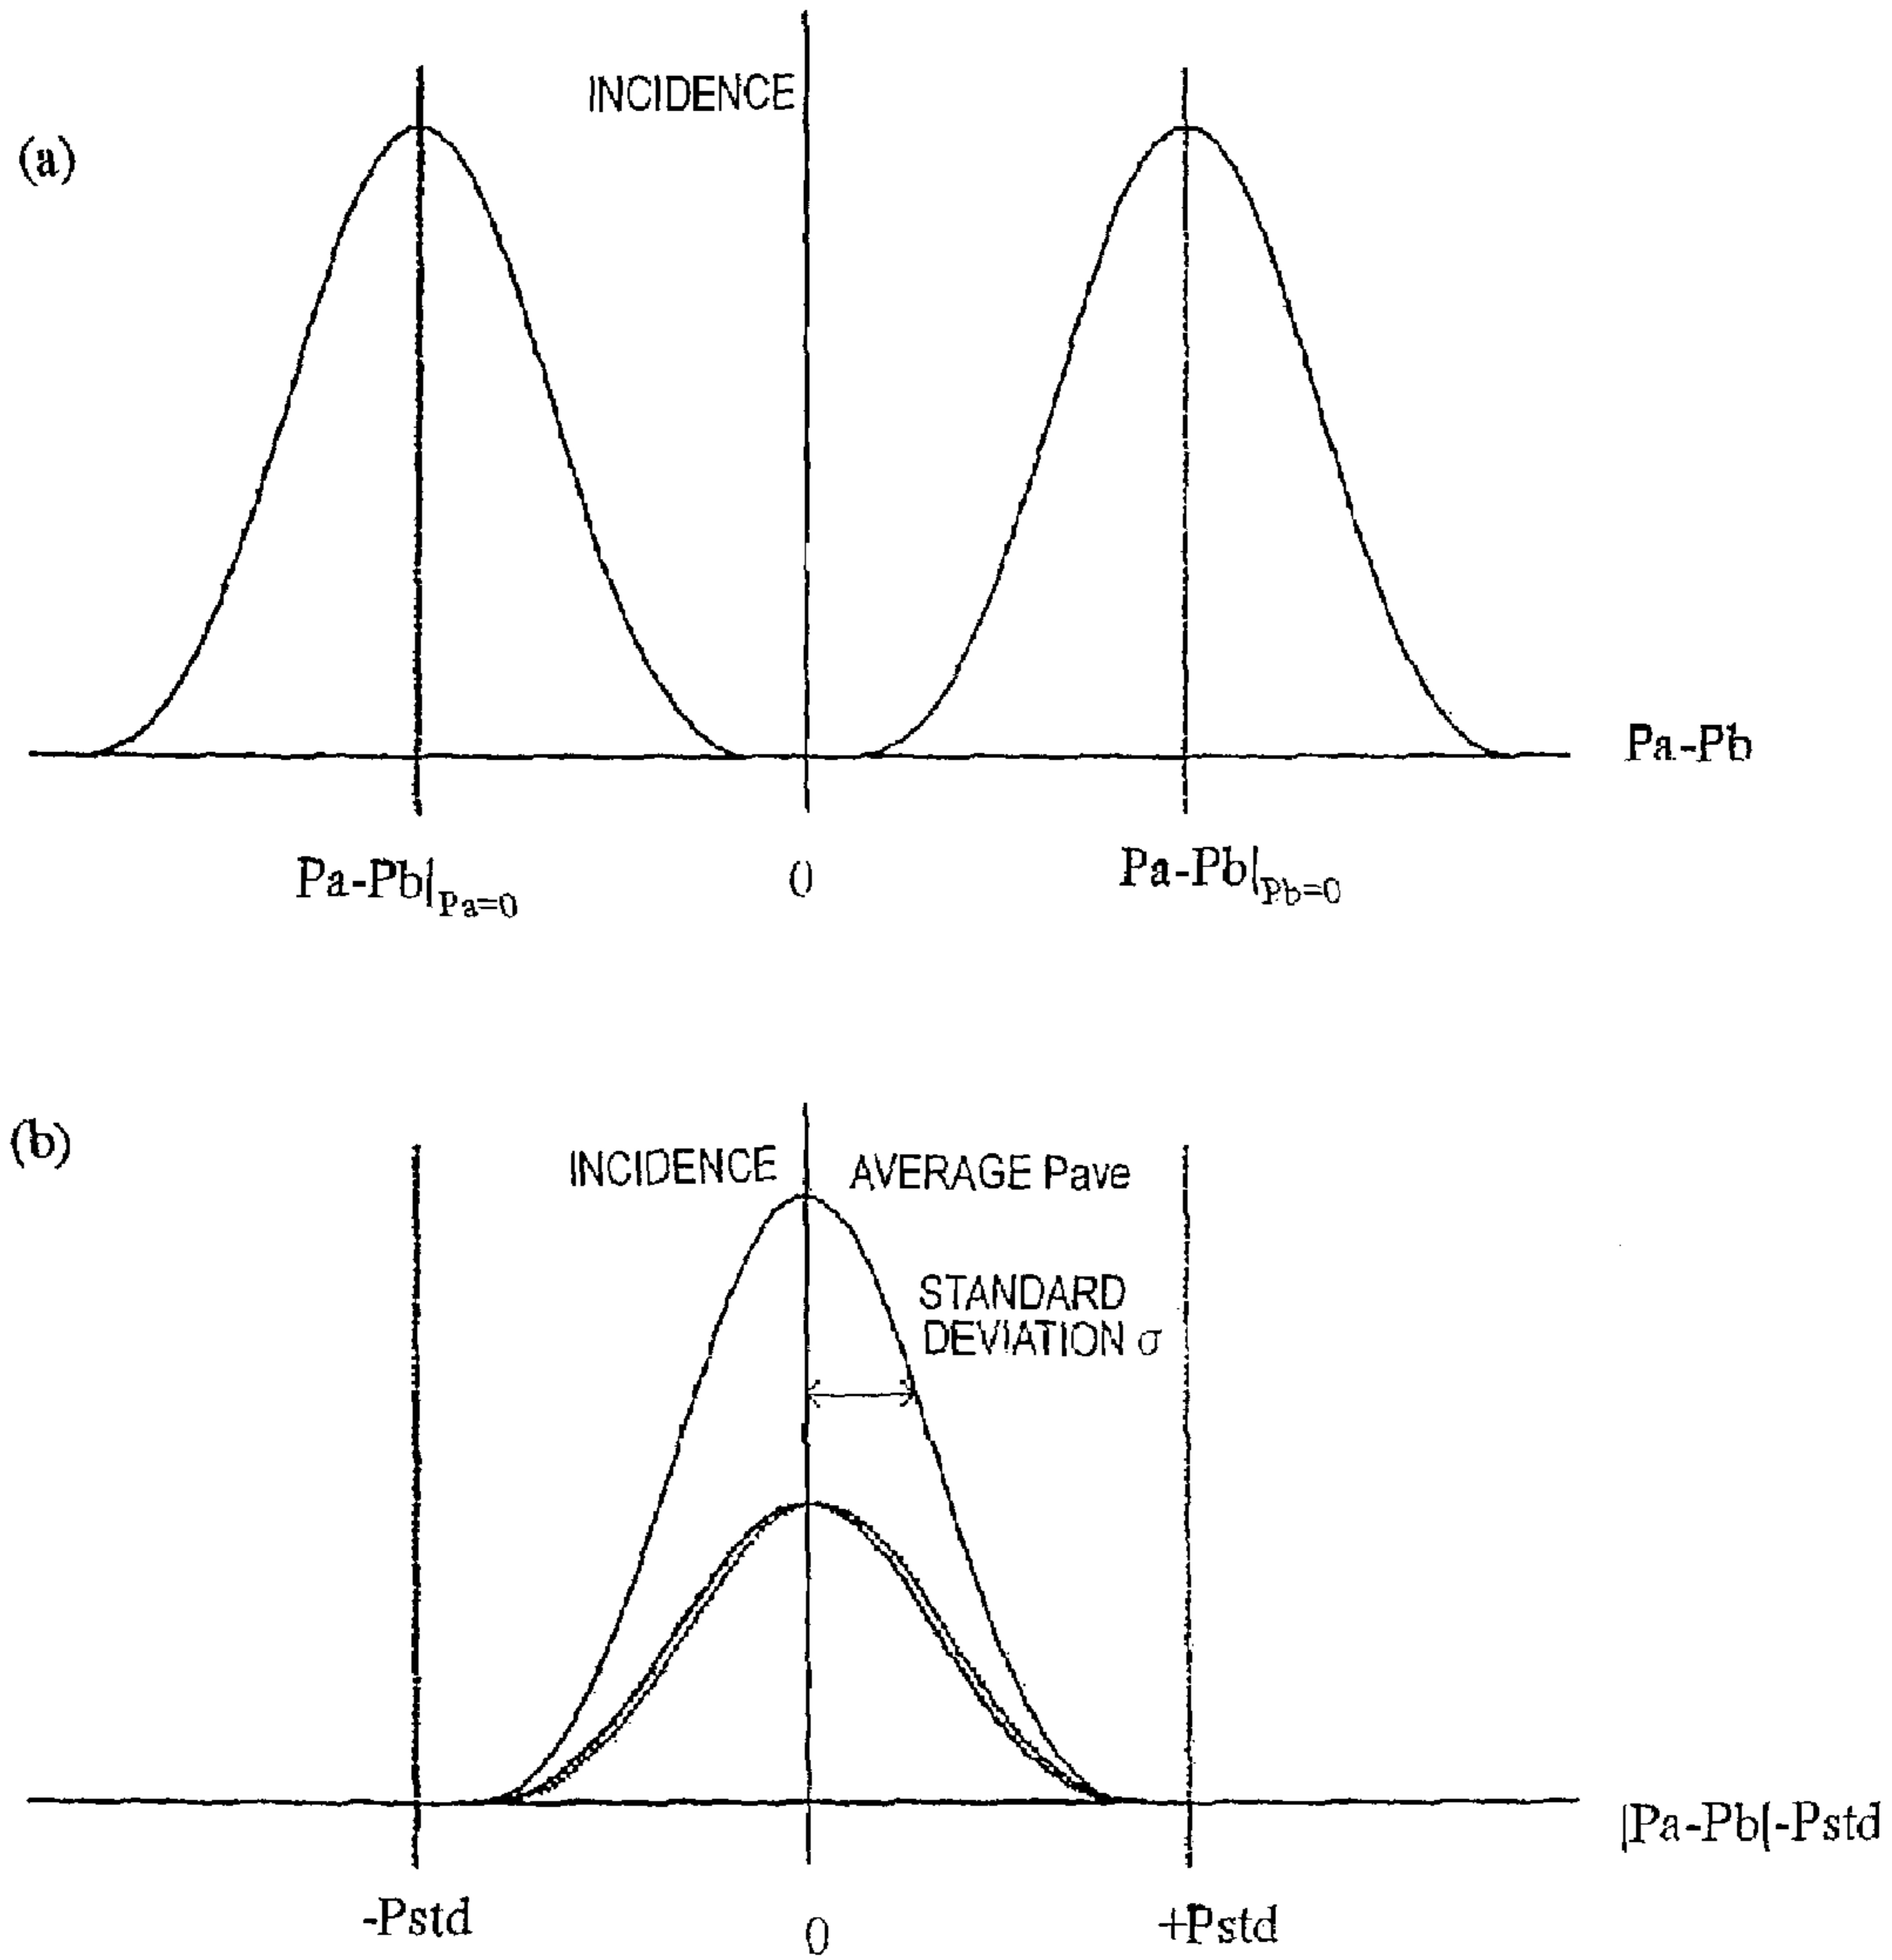 (a)
INCIDENCE
Pa-Pb
Pa-Pb|Pa=0
0
Pa-Pb|Pb=0
(b)
INCIDENCE
AVERAGE Pave
STANDARD
DEVIATION σ
|Pa-Pb|-Pstd
-Pstd
0
+Pstd